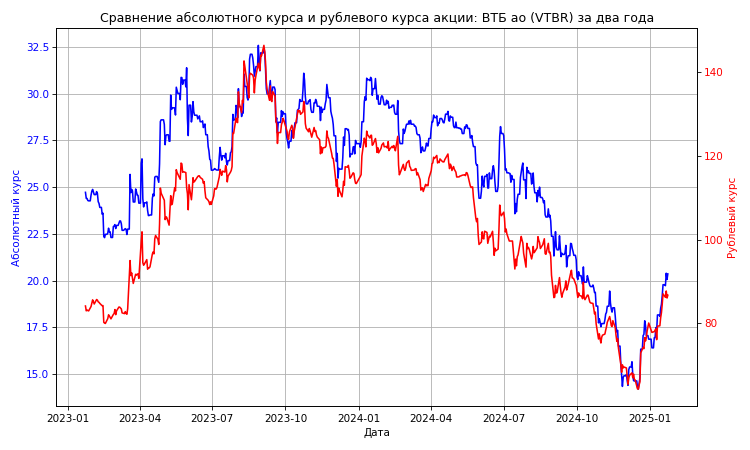 Сравнение абсолютного курса и рублевого курса акции: ВТБ ао (VTBR) за два года
32.5
30.0
27.5
25.0
22.5
20.0
17.5
15.0
Абсолютный курс
140
120
100
80
Рублевый курс
2023-01 2023-04 2023-07 2023-10 2024-01 2024-04 2024-07 2024-10 2025-01
Дата